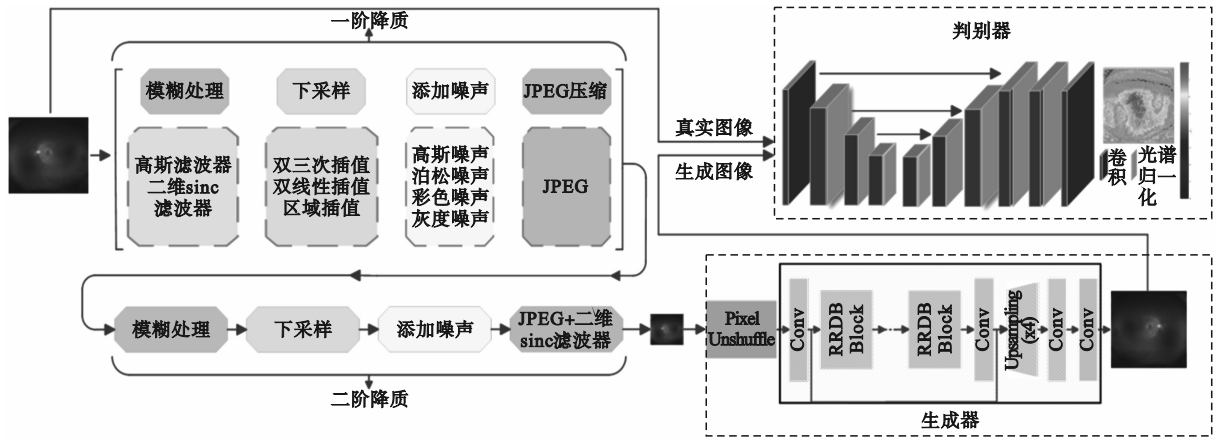 一阶降质
模糊处理
下采样
添加噪声
JPEG压缩
高斯滤波器
二维sinc
滤波器
双三次插值
双线性插值
区域插值
高斯噪声
泊松噪声
彩色噪声
灰度噪声
JPEG
真实图像
生成图像
判别器
卷积
光谱归一化
模糊处理
下采样
添加噪声
JPEG+二维
sinc滤波器
二阶降质
Pixel
Unshuffle
Conv
RRDB
Block
RRDB
Block
Conv
Upsampling
(x4)
Conv
Conv
生成器